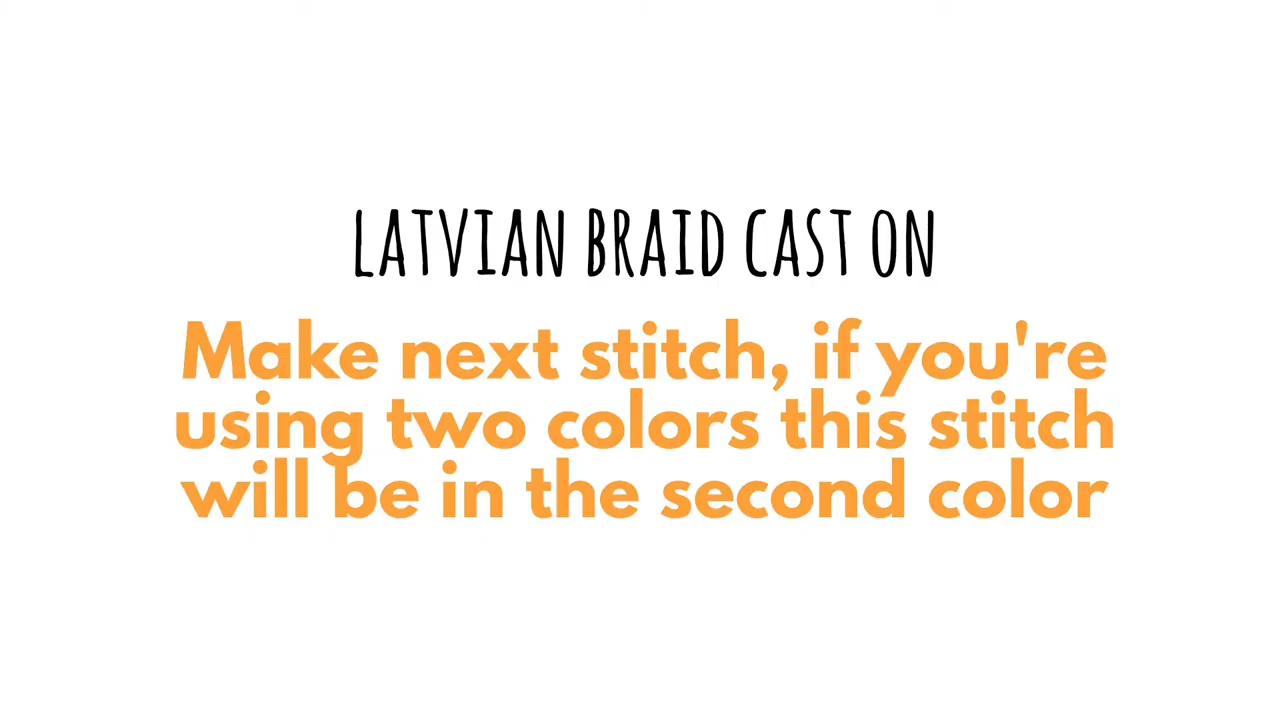 LATVIAN BRAID CAST ON
Make next stitch, if you're
using two colors this stitch
will be in the second color